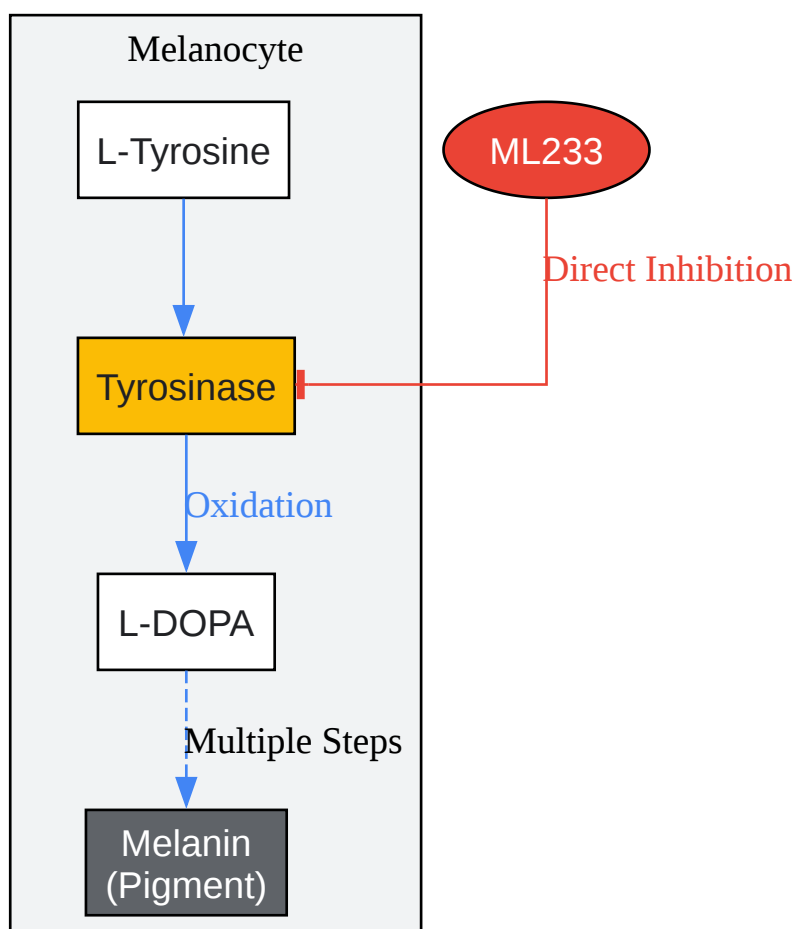 Melanocyte
L-Tyrosine
ML233
Direct Inhibition
Tyrosinase
Oxidation
L-DOPA
Multiple Steps
Melanin
(Pigment)